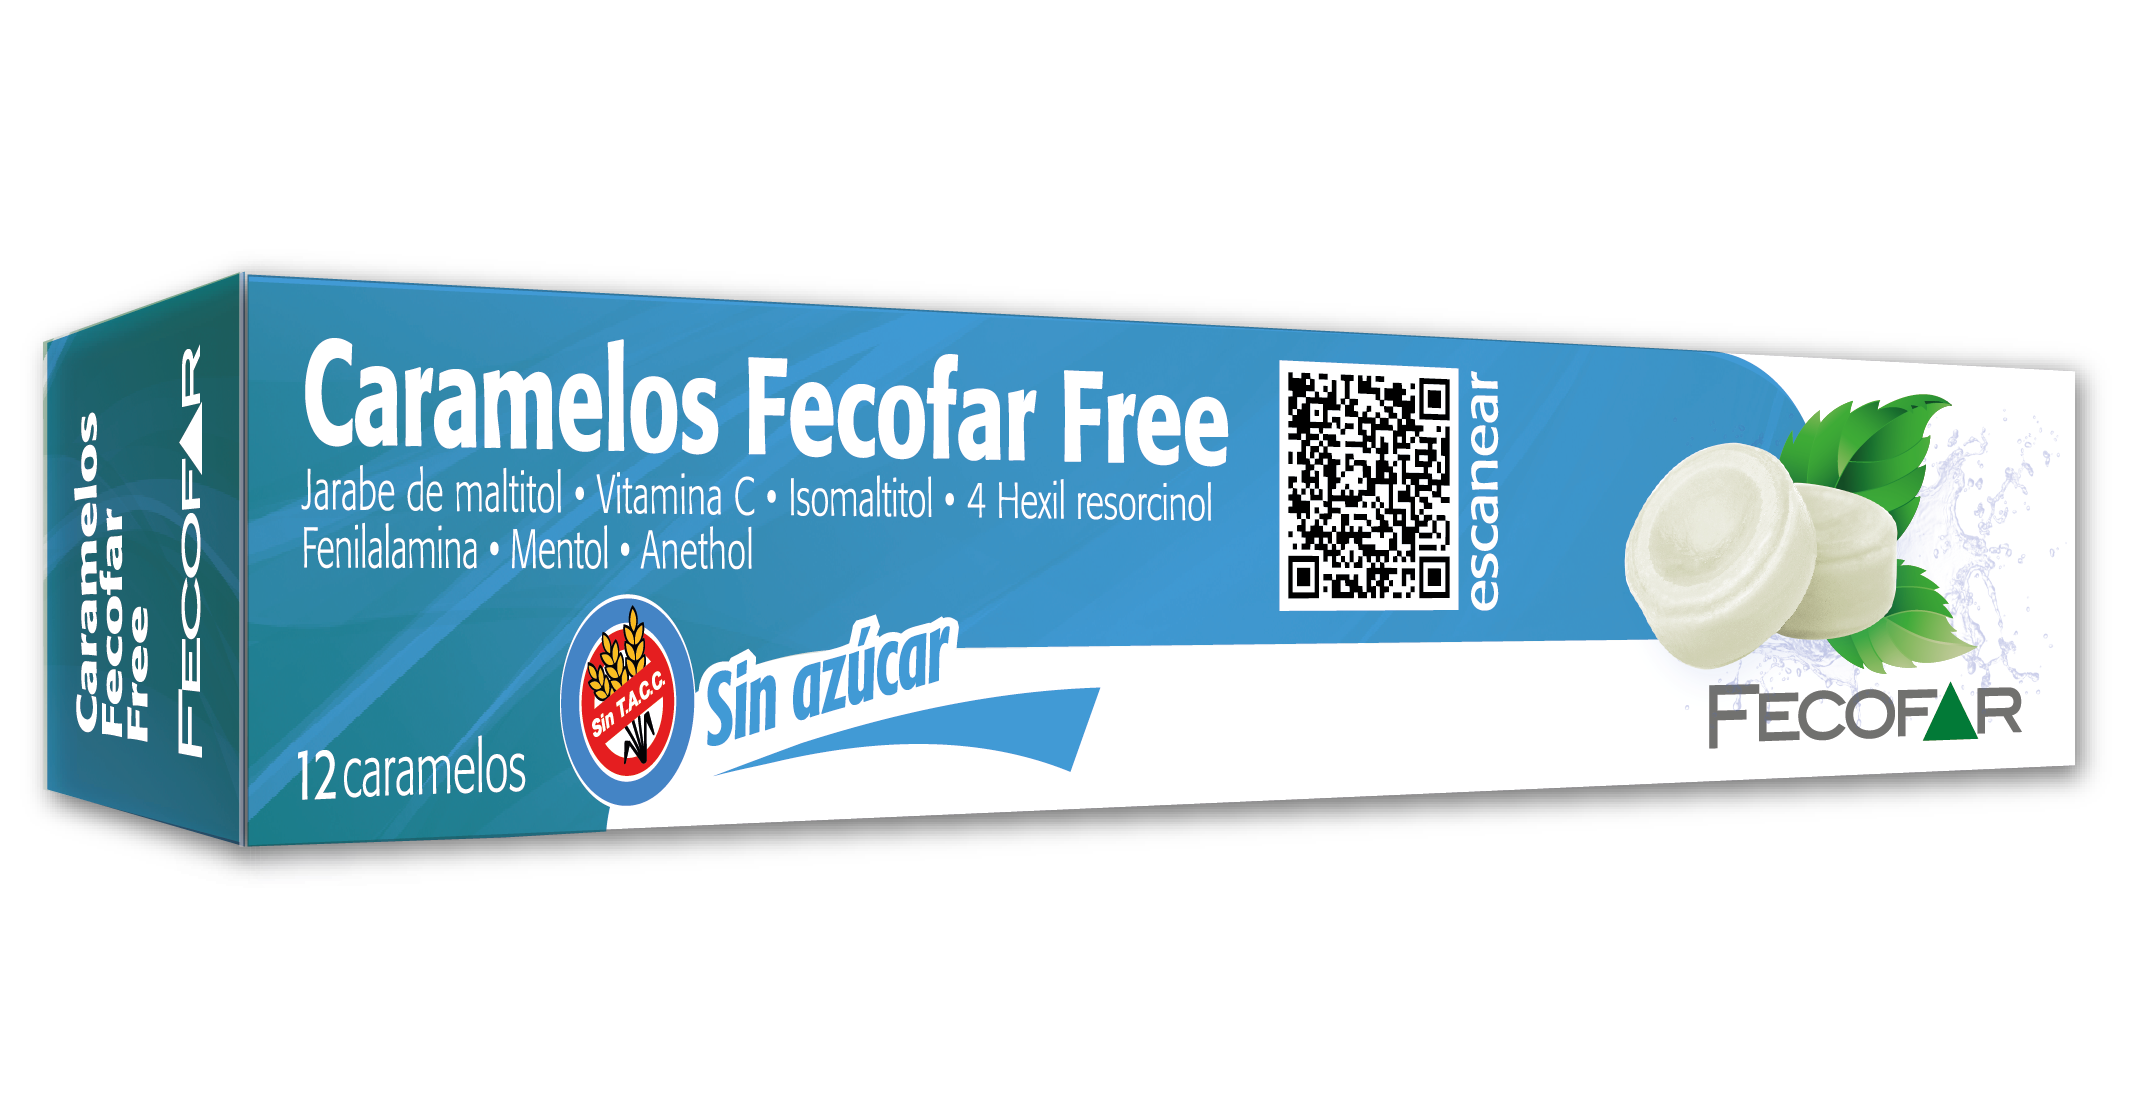 Caramelos
Fecofar
Free
FECOFAR
Caramelos Fecofar Free
Jarabe de maltitol • Vitamina C • Isomaltitol • 4 Hexil resorcinol
Fenilalamina • Mentol • Anethol
escanear
Sin T.A.C.C.
Sin azúcar
12 caramelos
FECOFAR